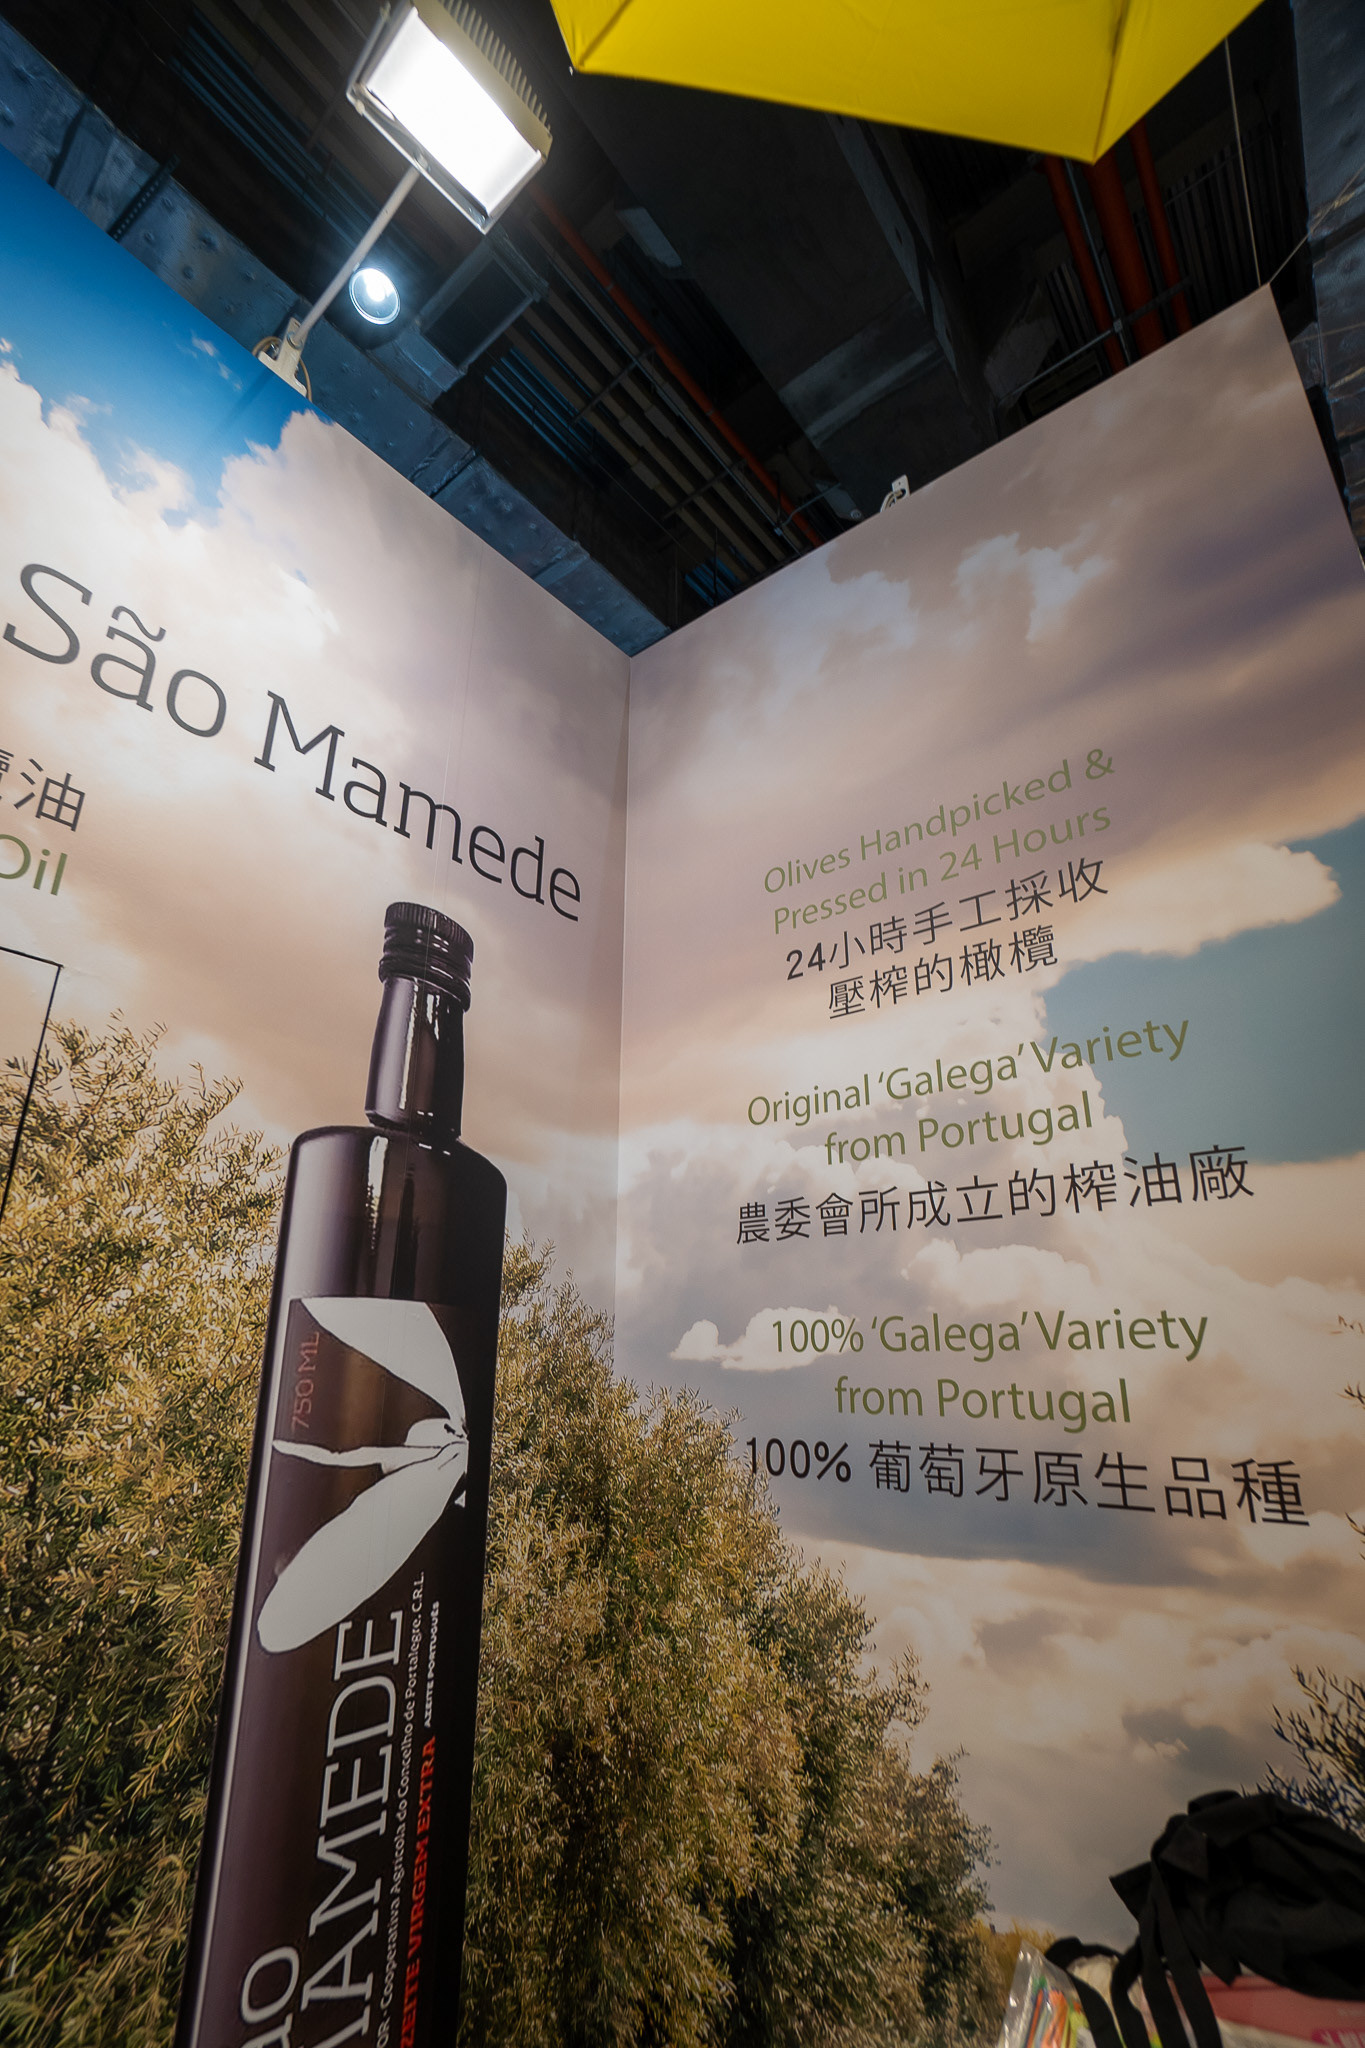 São Mamede
油
Oil
Olives Handpicked &
Pressed in 24 Hours
24小時手工採收
壓榨的橄欖
Original ‘Galega’ Variety
from Portugal
農委會所成立的榨油廠
100% ‘Galega’ Variety
from Portugal
100% 葡萄牙原生品種
750 ML
Cooperativa Agrícola do Concelho de Portalegre, C.R.L.
VIRGEM EXTRA AZEITE PORTUGUÊS